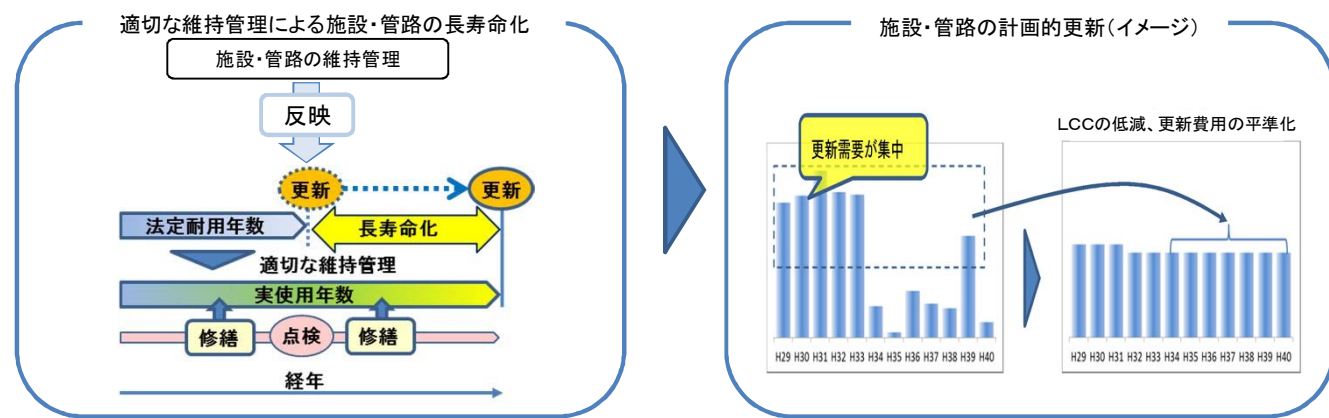 適切な維持管理による施設・管路の長寿命化
施設・管路の維持管理
反映
更新
更新
法定耐用年数
長寿命化
適切な維持管理
実使用年数
修繕
点検
修繕
経年
施設・管路の計画的更新(イメージ)
更新需要が集中
H29 H30 H31 H32 H33 H34 H35 H36 H37 H38 H39 H40
LCCの低減、更新費用の平準化
H29 H30 H31 H32 H33 H34 H35 H36 H37 H38 H39 H40